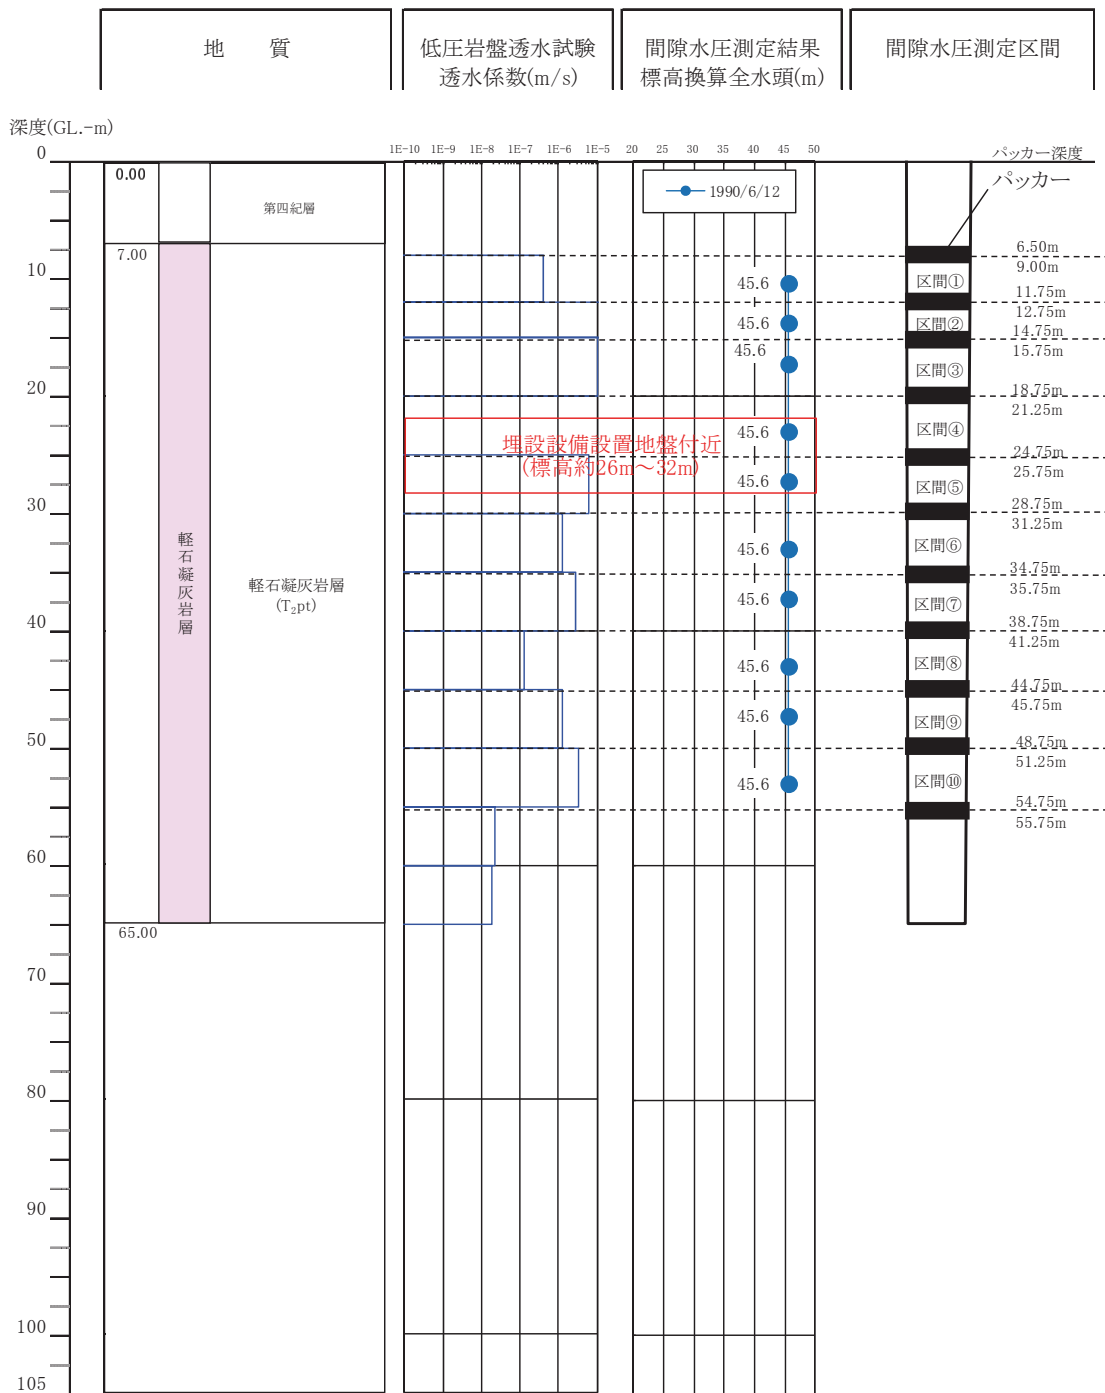 地　質
低圧岩盤透水試験
透水係数(m/s)
間隙水圧測定結果
標高換算全水頭(m)
間隙水圧測定区間
深度(GL.-m)
1E-10 1E-9 1E-8 1E-7 1E-6 1E-5
20 25 30 35 40 45 50
パッカー深度
パッカー
0
10
20
30
40
50
60
70
80
90
100
105
0.00
第四紀層
7.00
軽石凝灰岩層
軽石凝灰岩層
(T₂pt)
65.00
埋設設備設置地盤付近
(標高約26m～32m)
1990/6/12
45.6
45.6
45.6
45.6
45.6
45.6
45.6
45.6
45.6
45.6
区間①
区間②
区間③
区間④
区間⑤
区間⑥
区間⑦
区間⑧
区間⑨
区間⑩
6.50m
9.00m
11.75m
12.75m
14.75m
15.75m
18.75m
21.25m
24.75m
25.75m
28.75m
31.25m
34.75m
35.75m
38.75m
41.25m
44.75m
45.75m
48.75m
51.25m
54.75m
55.75m